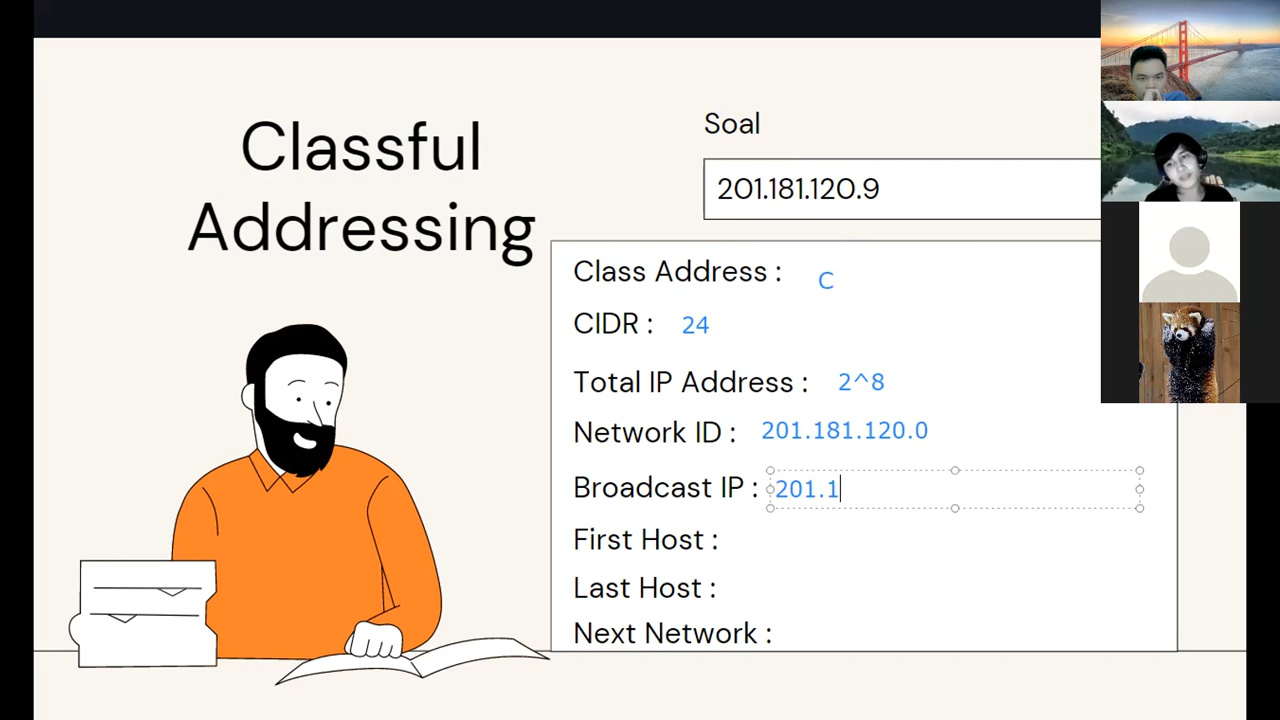 Classful
Addressing
Soal
201.181.120.9
Class Address : C
CIDR : 24
Total IP Address : 2^8
Network ID : 201.181.120.0
Broadcast IP : 201.1
First Host :
Last Host :
Next Network :